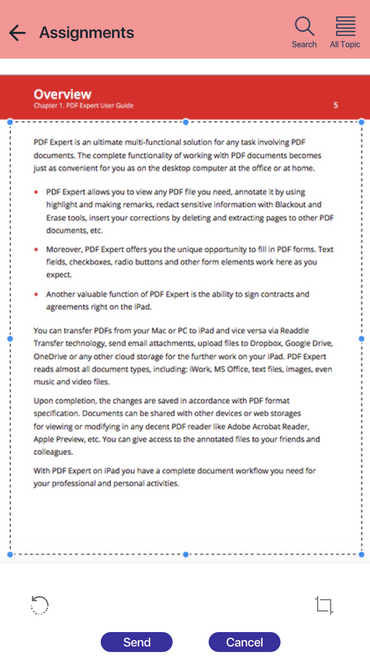 Assignments
Search
All Topic
Overview
Chapter 1. PDF Expert User Guide
5
PDF Expert is an ultimate multi-functional solution for any task involving PDF
documents. The complete functionality of working with PDF documents becomes
just as convenient for you as on the desktop computer at the office or at home.
PDF Expert allows you to view any PDF file you need, annotate it by using
highlight and making remarks, redact sensitive information with Blackout and
Erase tools, insert your corrections by deleting and extracting pages to other PDF
documents, etc.
Moreover, PDF Expert offers you the unique opportunity to fill in PDF forms. Text
fields, checkboxes, radio buttons and other form elements work here as you
expect.
Another valuable function of PDF Expert is the ability to sign contracts and
agreements right on the iPad.
You can transfer PDFs from your Mac or PC to iPad and vice versa via Readdle
Transfer technology, send email attachments, upload files to Dropbox, Google Drive,
OneDrive or any other cloud storage for the further work on your iPad. PDF Expert
reads almost all document types, including: iWork, MS Office, text files, images, even
music and video files.
Upon completion, the changes are saved in accordance with PDF format
specification. Documents can be shared with other devices or web storages
for viewing or modifying in any decent PDF reader like Adobe Acrobat Reader,
Apple Preview, etc. You can give access to the annotated files to your friends and
colleagues.
With PDF Expert on iPad you have a complete document workflow you need for
your professional and personal activities.
Send
Cancel